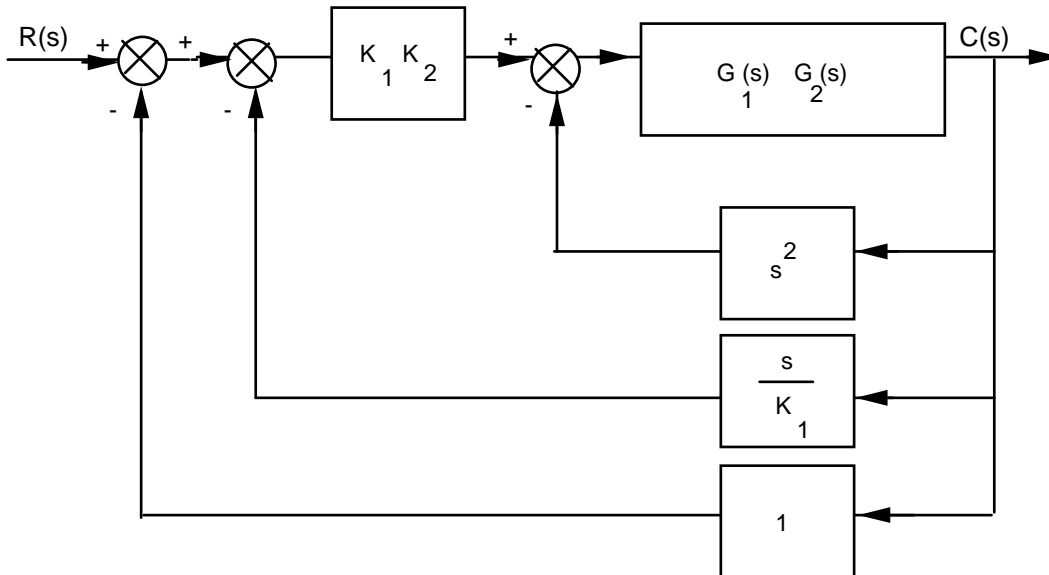 R(s)
+
-
+
-
K1 K2
+
-
G1(s) G2(s)
C(s)
s2
s
K1
1